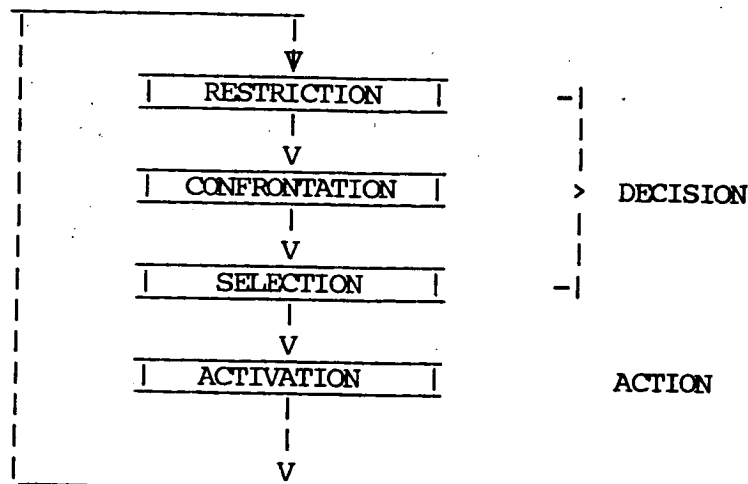 RESTRICTION
CONFRONTATION
DECISION
SELECTION
ACTIVATION
ACTION